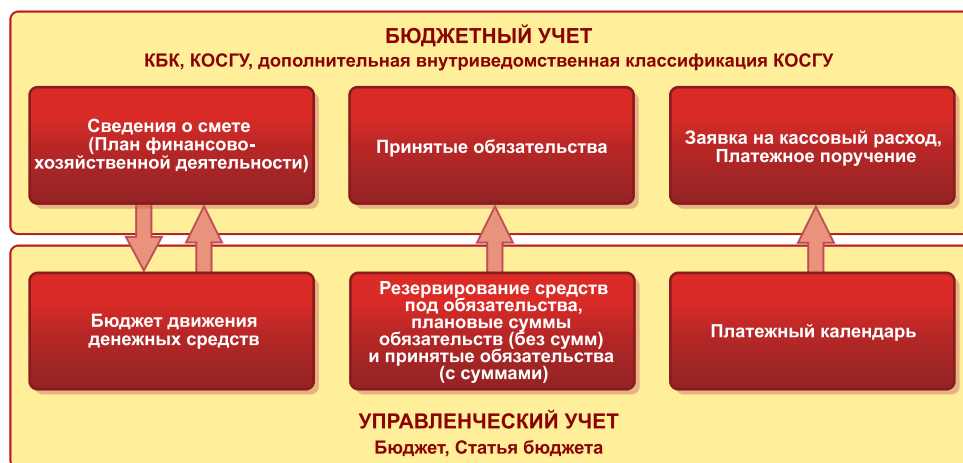 БЮДЖЕТНЫЙ УЧЕТ
КБК, КОСГУ, дополнительная внутриведомственная классификация КОСГУ
Сведения о смете
(План финансово-
хозяйственной деятельности)
Принятые обязательства
Заявка на кассовый расход,
Платежное поручение
Бюджет движения
денежных средств
Резервирование средств
под обязательства,
плановые суммы
обязательств (без сумм)
и принятые обязательства
(с суммами)
Платежный календарь
УПРАВЛЕНЧЕСКИЙ УЧЕТ
Бюджет, Статья бюджета